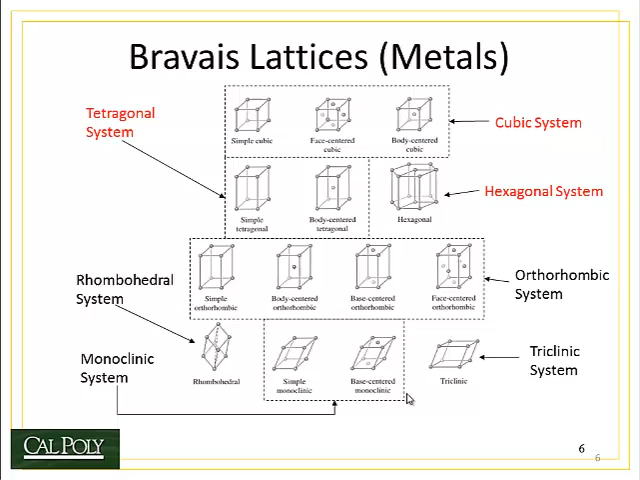 Bravais Lattices (Metals)
Tetragonal
System
Simple cubic
Face-centered
cubic
Body-centered
cubic
Cubic System
Simple
tetragonal
Body-centered
tetragonal
Hexagonal
Hexagonal System
Simple
orthorhombic
Body-centered
orthorhombic
Base-centered
orthorhombic
Face-centered
orthorhombic
Orthorhombic
System
Rhombohedral
System
Monoclinic
System
Rhombohedral
Simple
monoclinic
Base-centered
monoclinic
Triclinic
Triclinic
System
CAL POLY
6
6